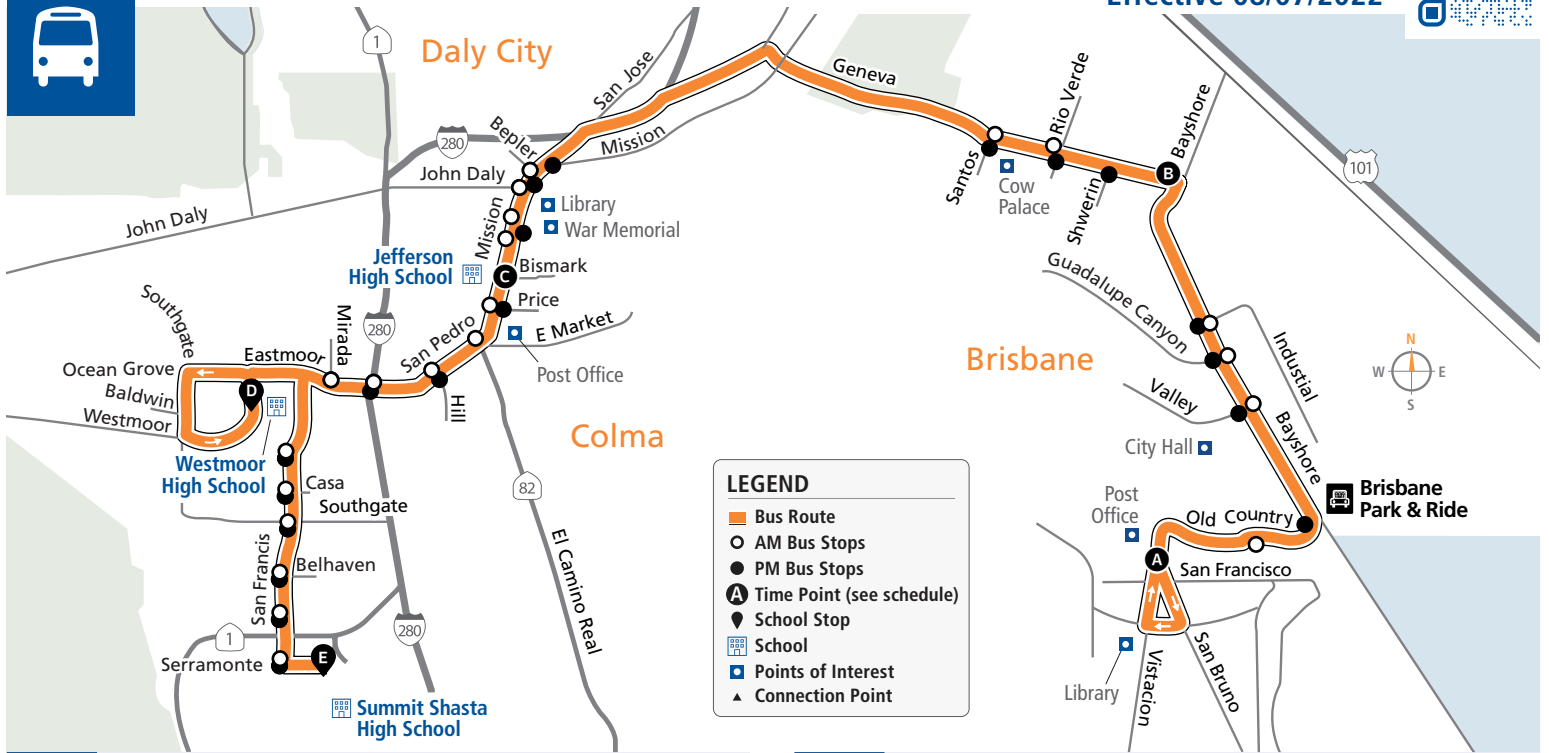 Effective 08/07/2022
Daly City
1
San Jose
Geneva
Rio Verde
Bayshore
Bepler
280
Mission
John Daly
Santos
Cow
Palace
Shwerin
B
101
John Daly
Mission
Library
War Memorial
Jefferson
High School
C
Bismark
Price
Guadalupe Canyon
Industial
Southgate
Mirada
280
San Pedro
E Market
Post Office
Brisbane
N
W
E
S
Ocean Grove
Eastmoor
Baldwin
Westmoor
D
Hill
Valley
Bayshore
Colma
City Hall
Westmoor
High School
Casa
Southgate
82
El Camino Real
LEGEND
Bus Route
AM Bus Stops
PM Bus Stops
A Time Point (see schedule)
School Stop
School
Points of Interest
Connection Point
Post
Office
Old Country
Brisbane
Park & Ride
A
San Francisco
San Francis
Belhaven
1
280
Serramonte
E
Summit Shasta
High School
Library
Vistacion
San Bruno